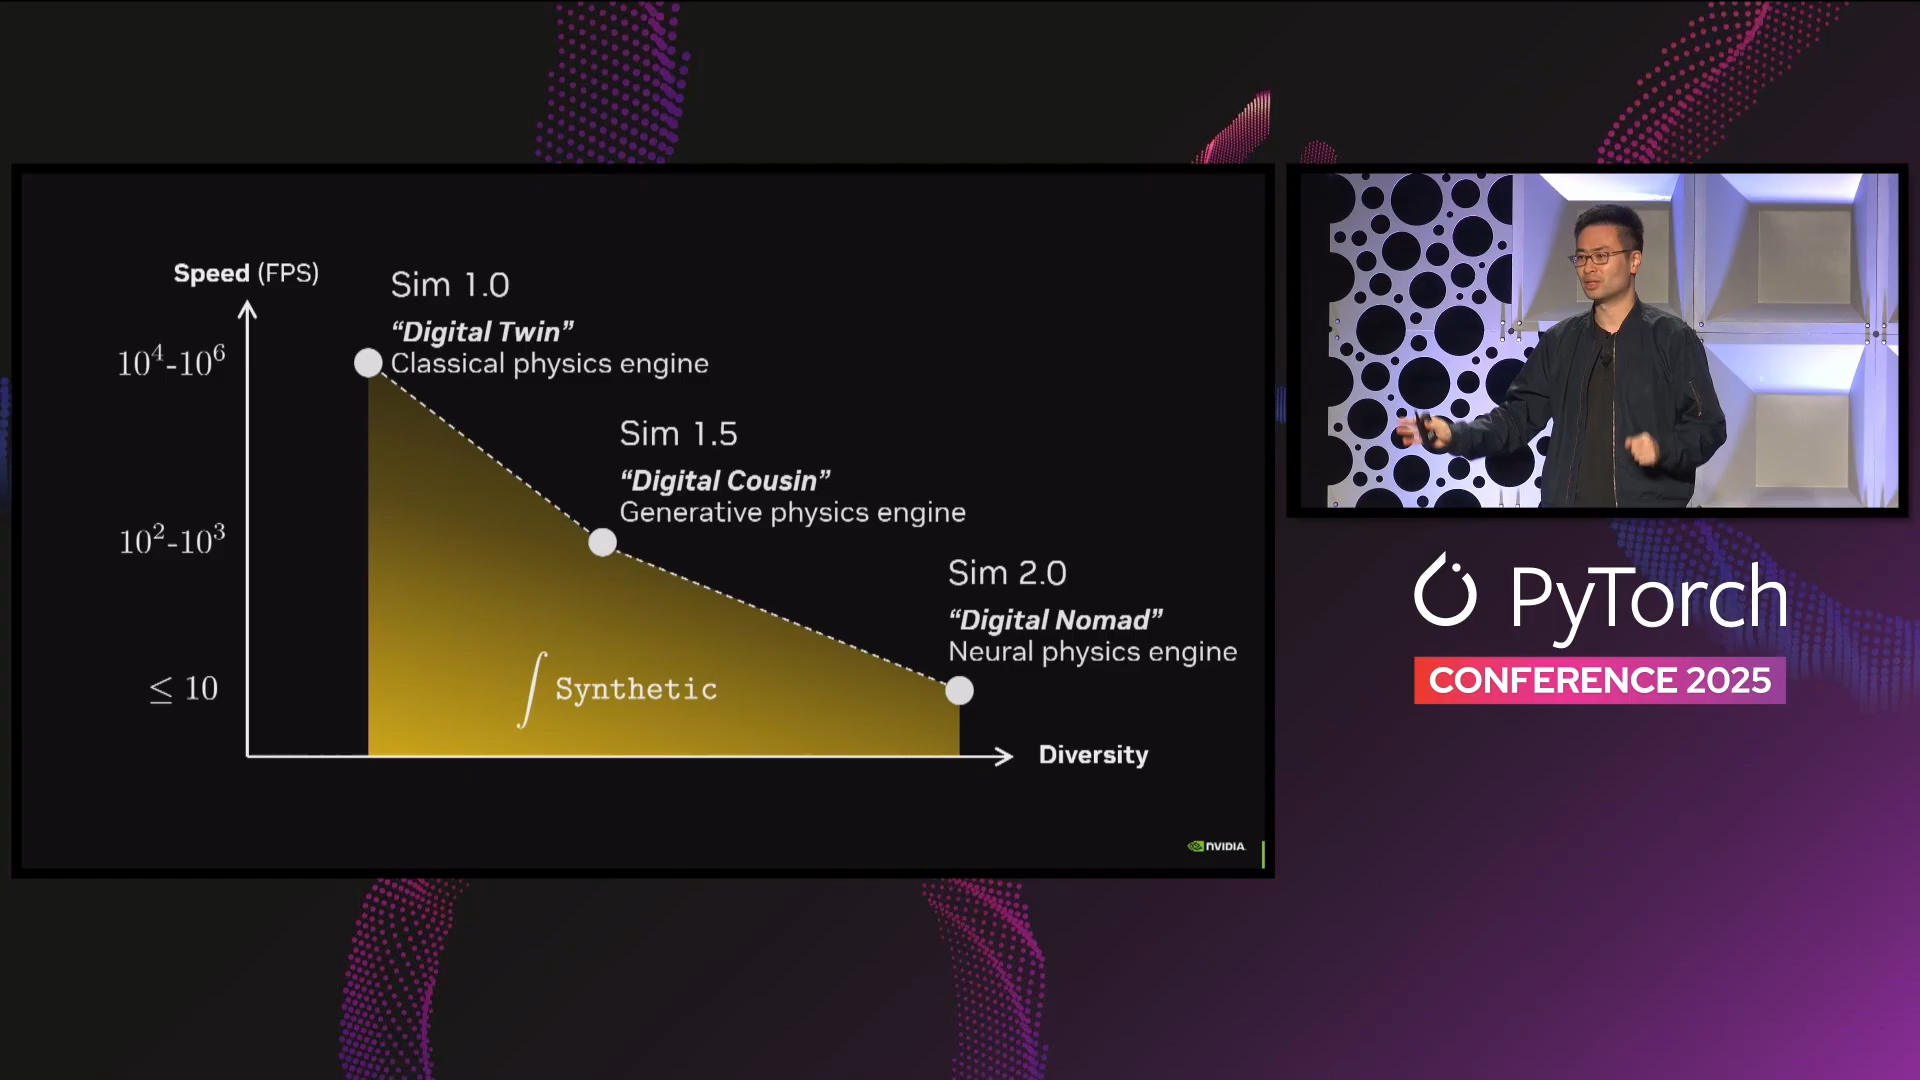 Speed (FPS)
10⁴-10⁶
10²-10³
≤ 10
Sim 1.0
“Digital Twin”
Classical physics engine
Sim 1.5
“Digital Cousin”
Generative physics engine
Sim 2.0
“Digital Nomad”
Neural physics engine
∫ Synthetic
Diversity
NVIDIA
PyTorch
CONFERENCE 2025